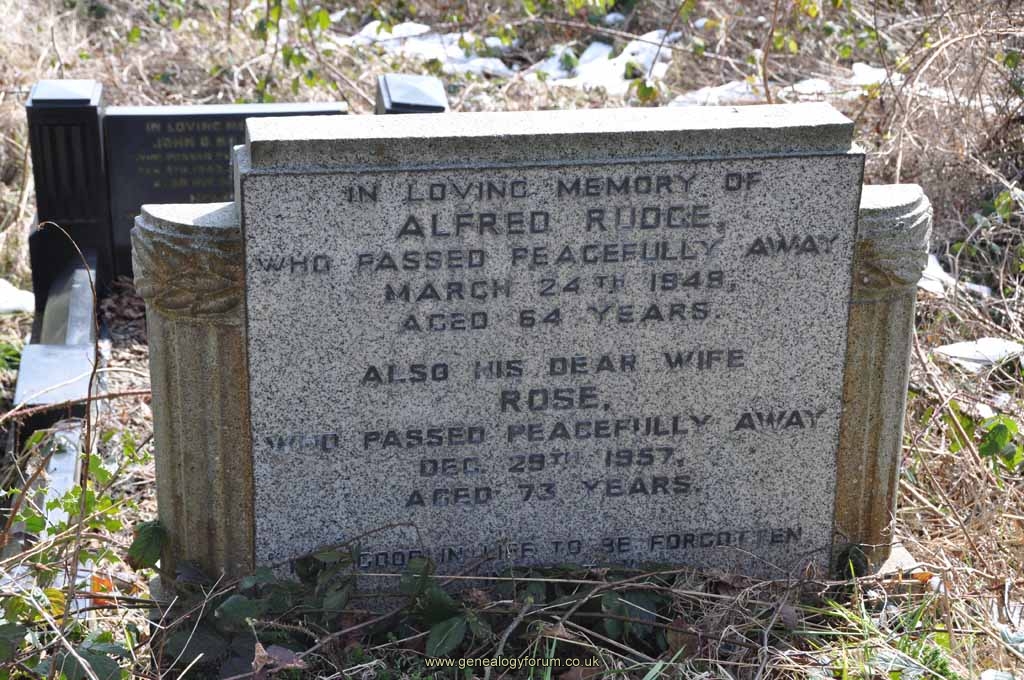 IN LOVING
JOHN
IN LOVING MEMORY OF
ALFRED RUDGE,
WHO PASSED PEACEFULLY AWAY
MARCH 24TH 1949,
AGED 64 YEARS.
ALSO HIS DEAR WIFE
ROSE,
WHO PASSED PEACEFULLY AWAY
DEC. 29TH 1957,
AGED 73 YEARS.
GOOD IN LIFE TO BE FORGOTTEN
www.genealogyforum.co.uk